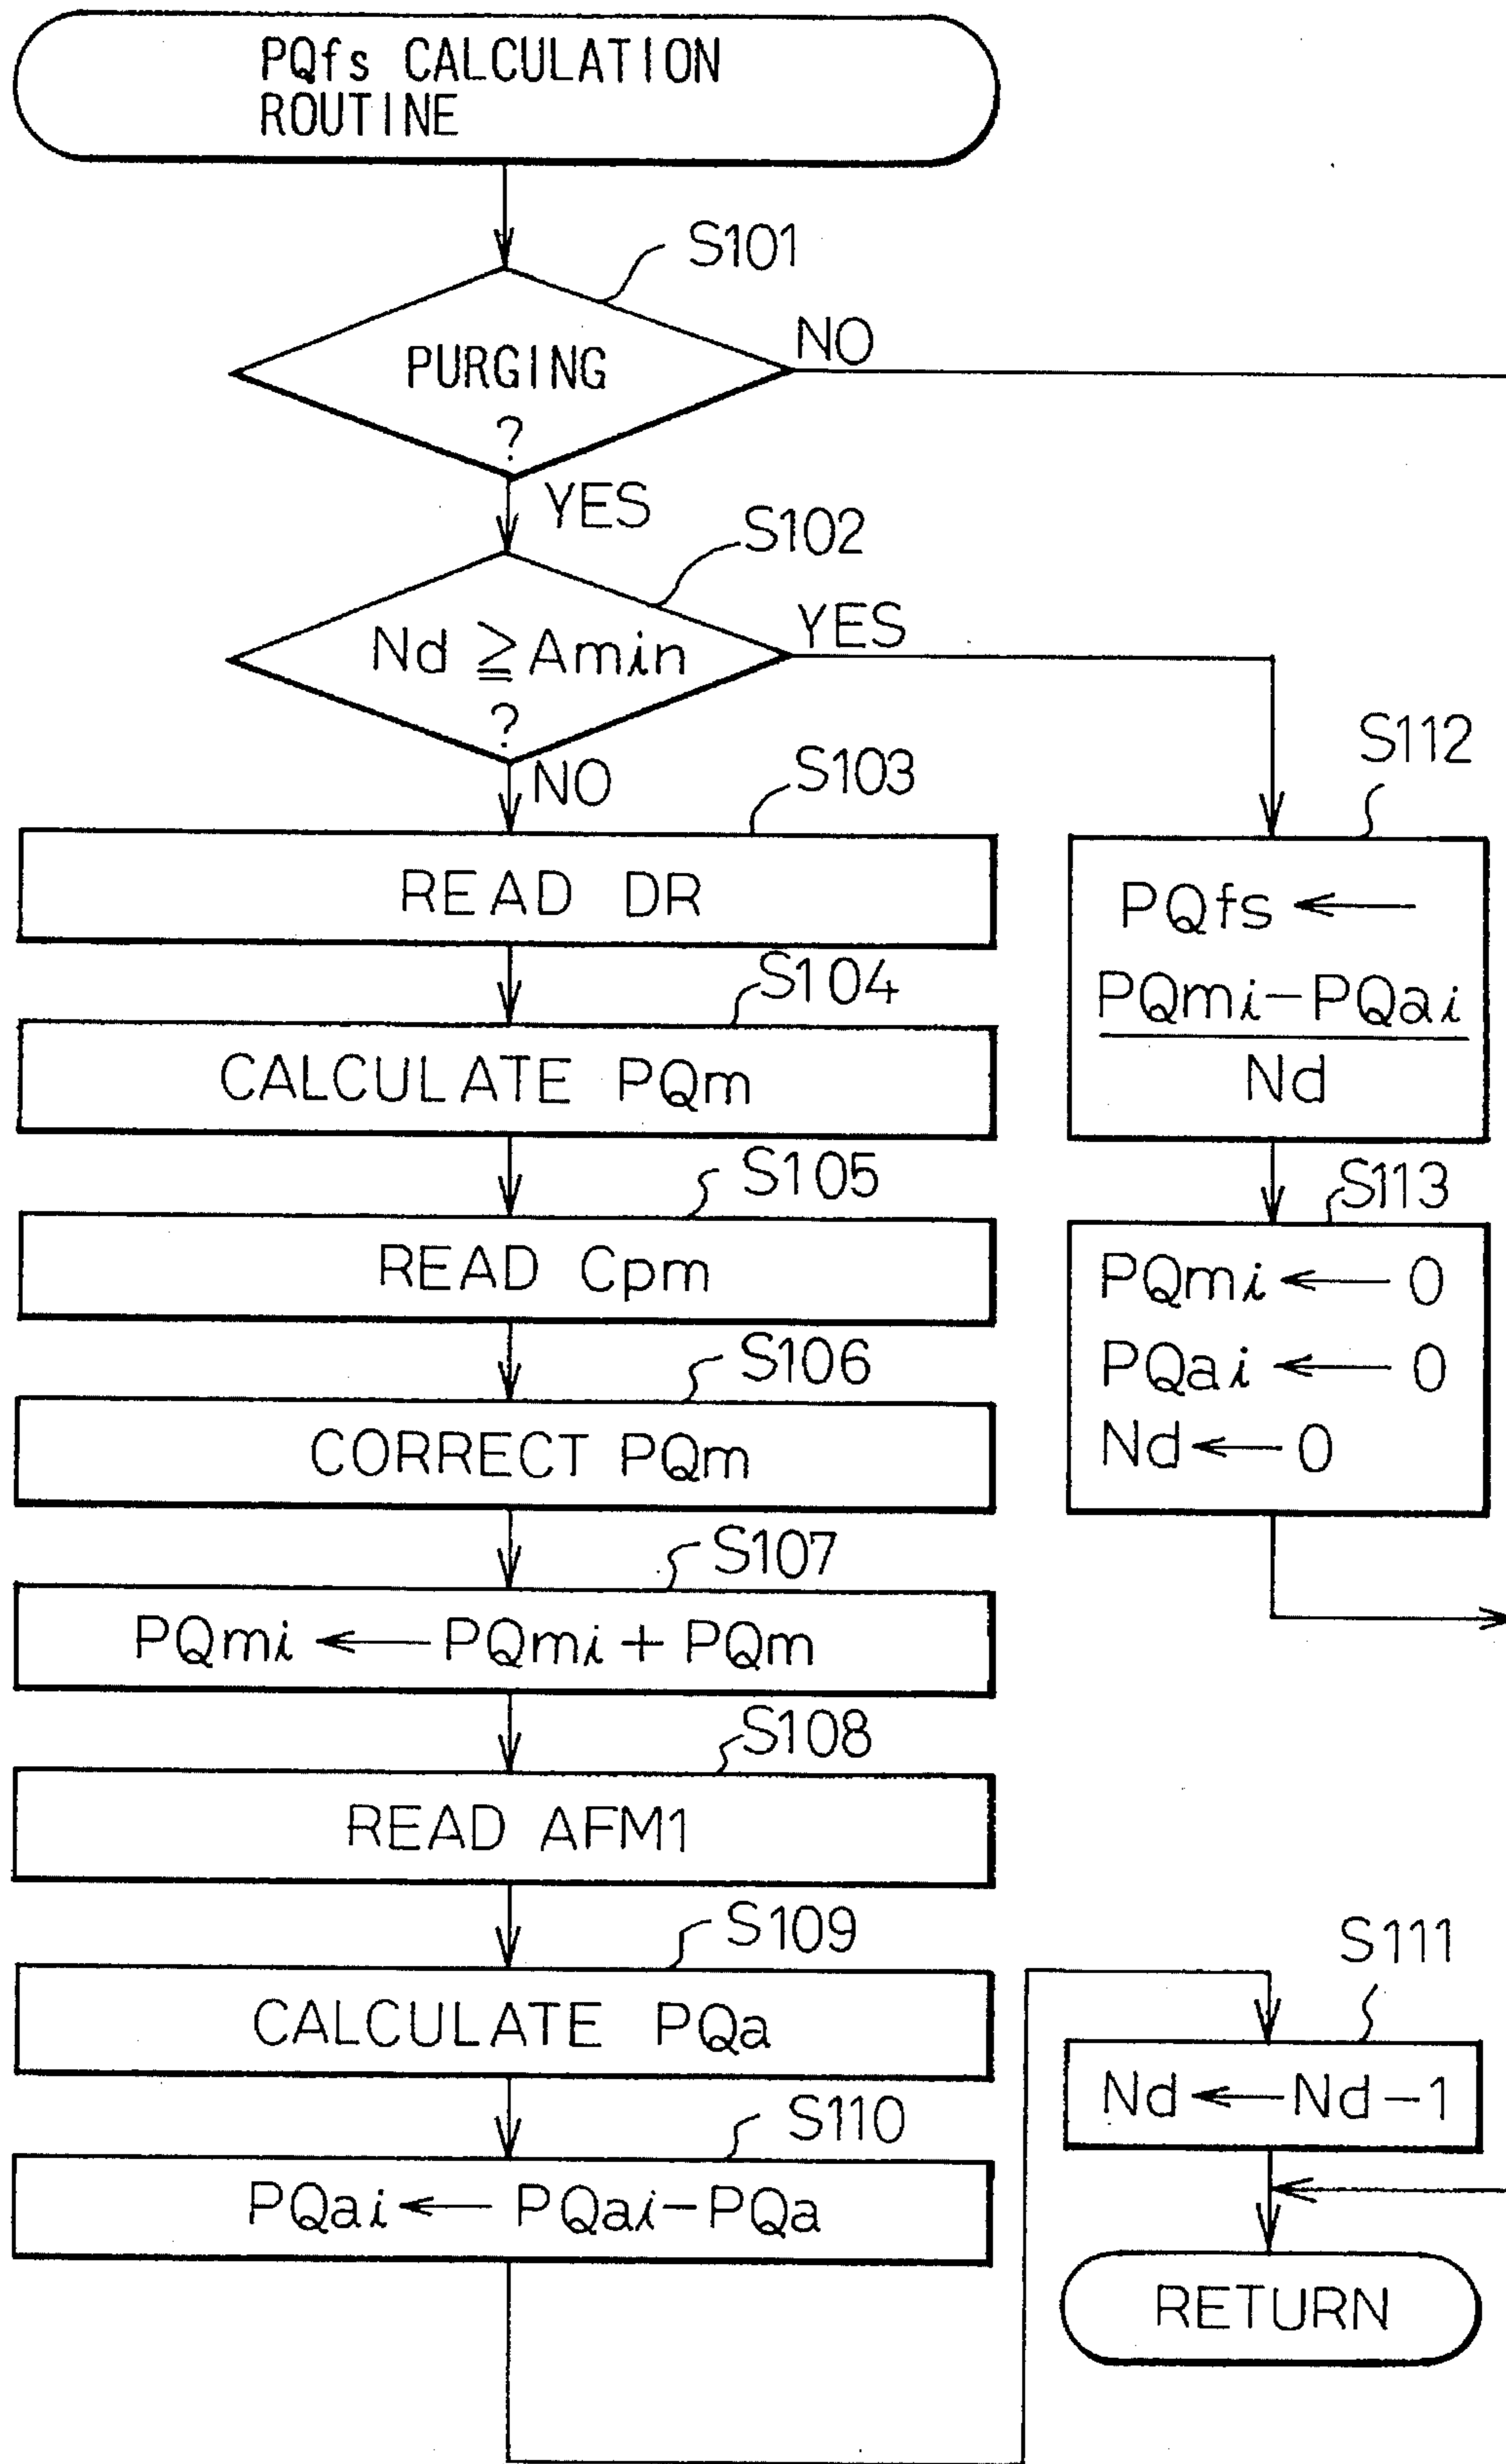 PQfs CALCULATION
ROUTINE
S101
PURGING
?
NO
YES
S102
Nd ≧ Amin
?
YES
NO
S103
READ DR
S104
CALCULATE PQm
S105
READ Cpm
S106
CORRECT PQm
S107
PQmi ← PQmi + PQm
S108
READ AFM1
S109
CALCULATE PQa
S110
PQai ← PQai-PQa
S112
PQfs ←
PQmi-PQai
Nd
S113
PQmi ← 0
PQai ← 0
Nd ← 0
S111
Nd ← Nd-1
RETURN